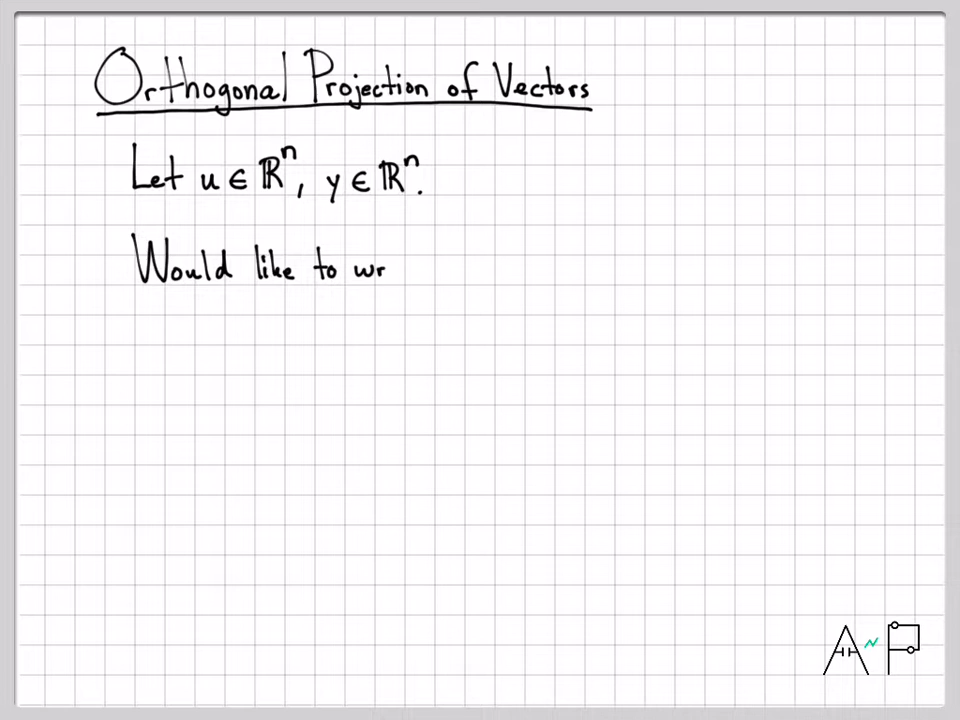 Orthogonal Projection of Vectors
Let u ∈ ℝⁿ, y ∈ ℝⁿ.
Would like to wr
A P